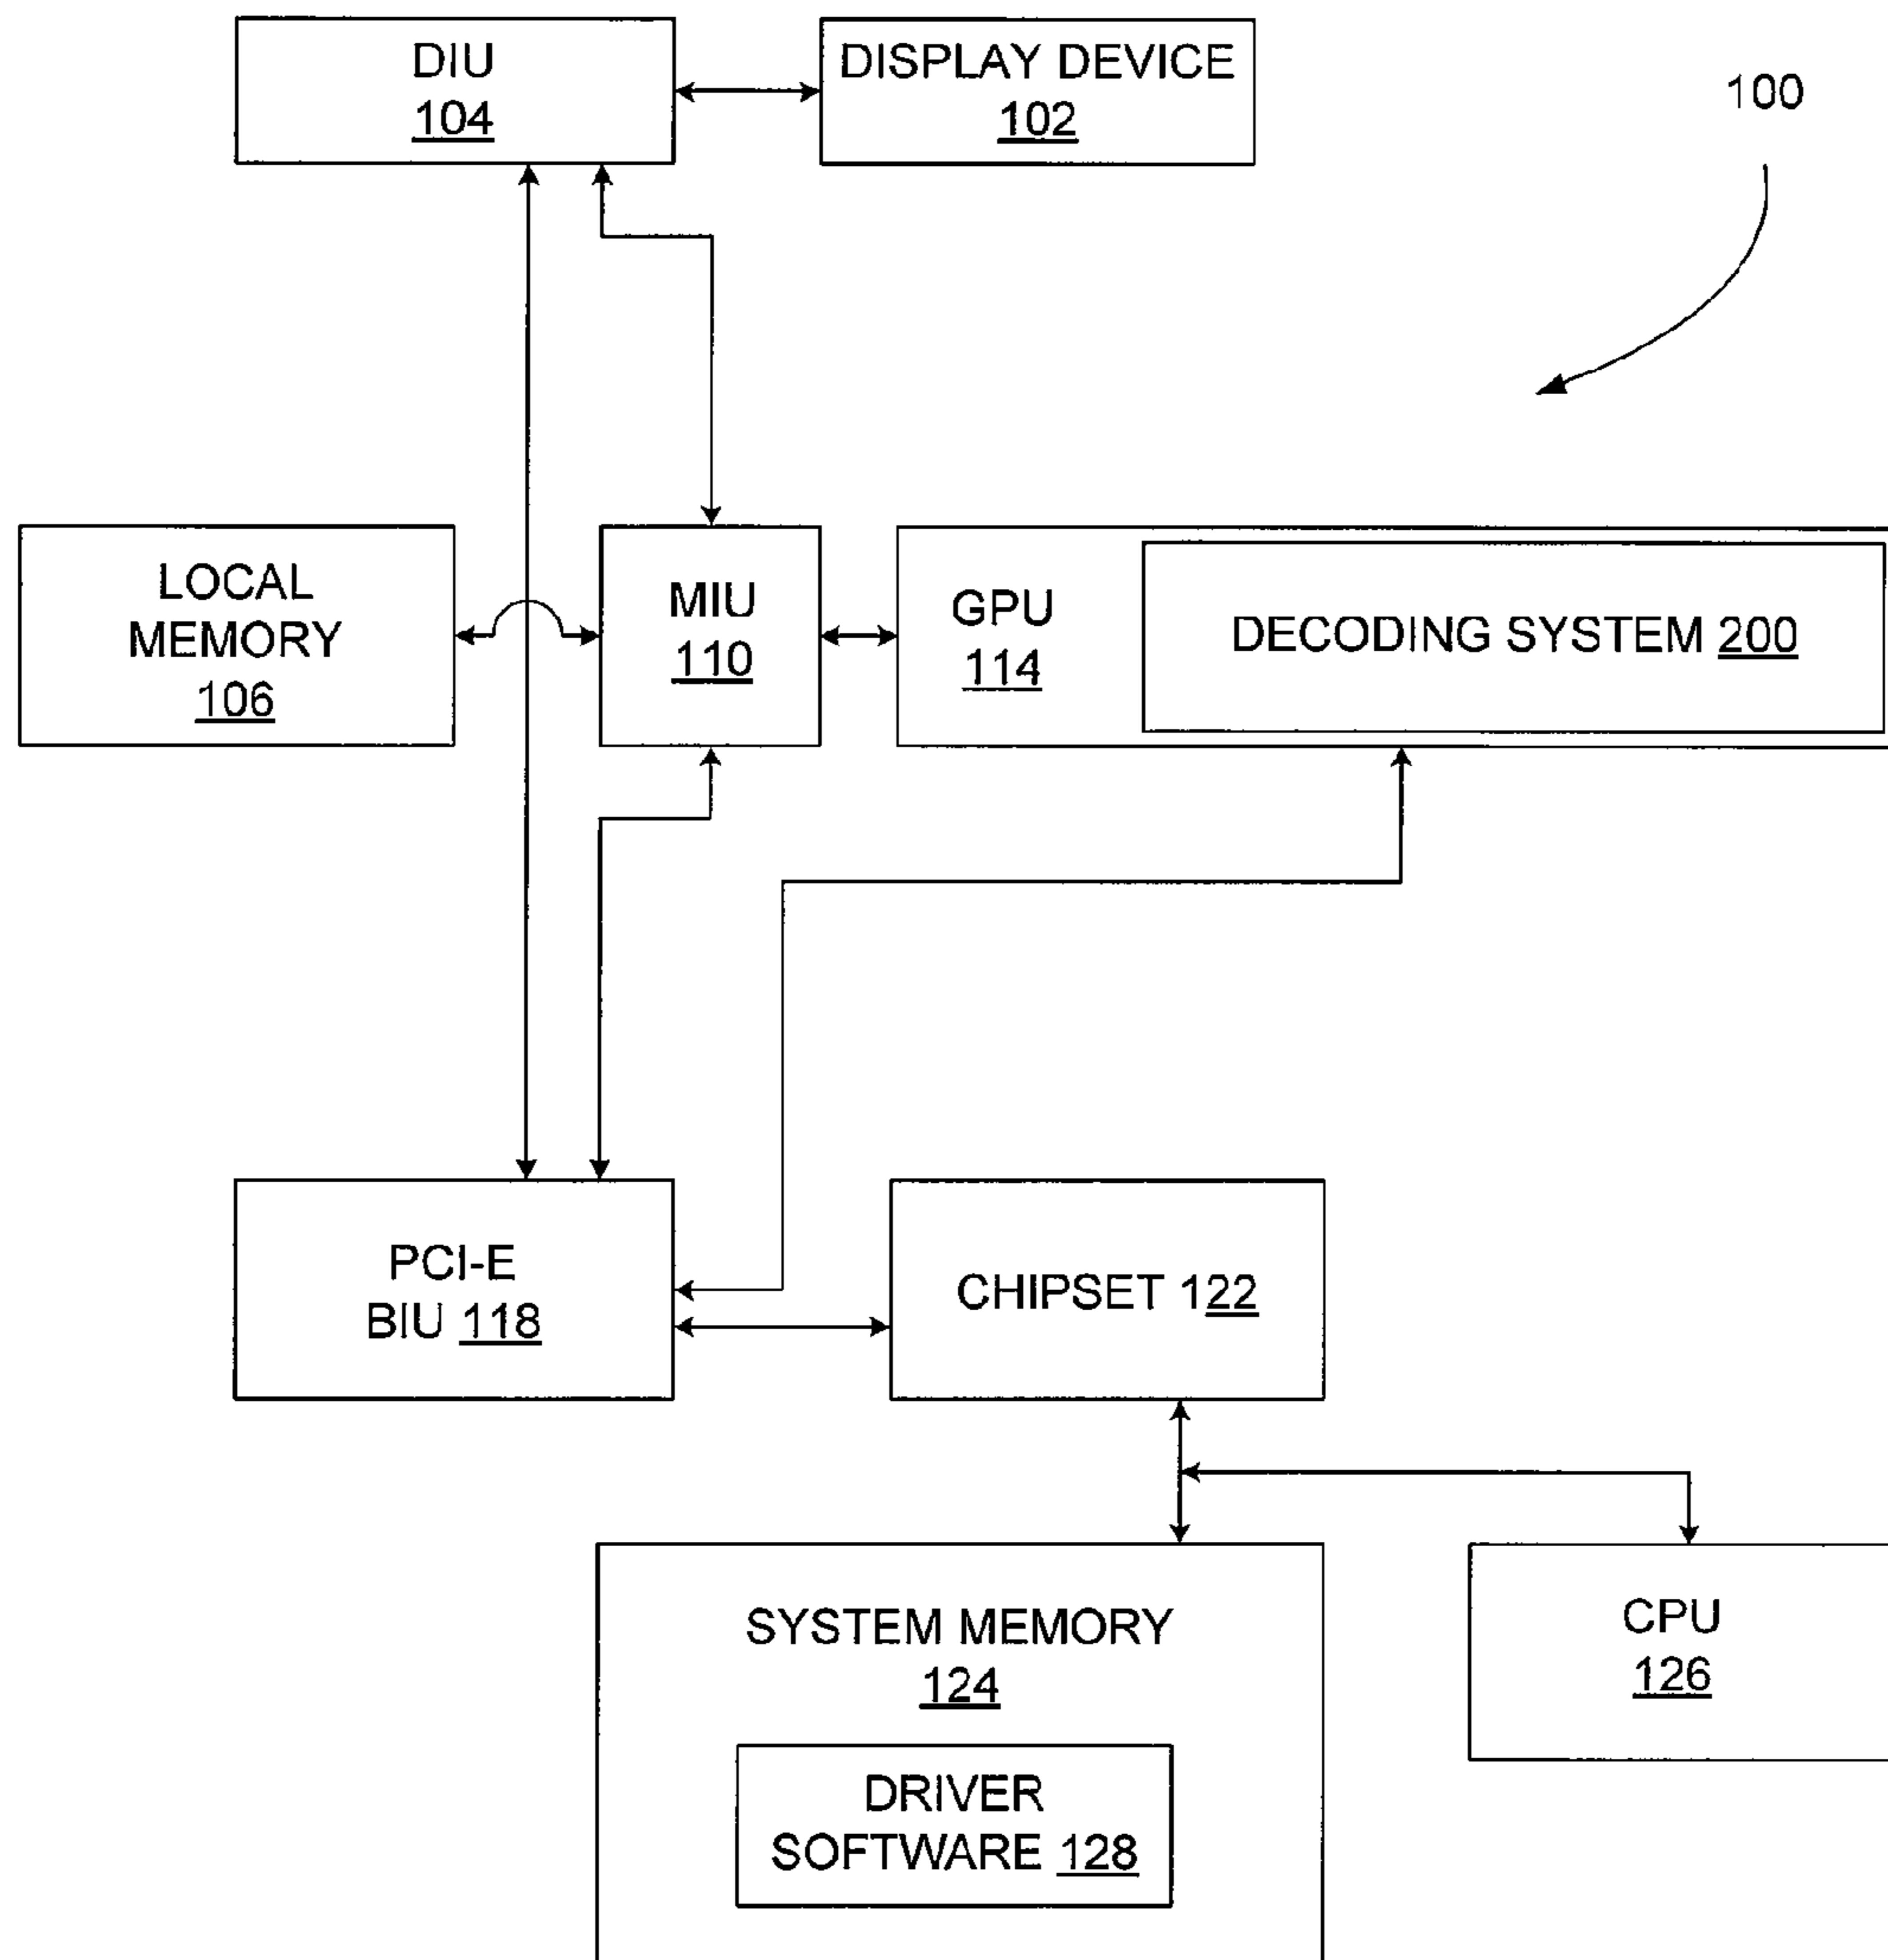 DIU
104
DISPLAY DEVICE
102
100
LOCAL
MEMORY
106
MIU
110
GPU
114
DECODING SYSTEM 200
PCI-E
BIU 118
CHIPSET 122
SYSTEM MEMORY
124
CPU
126
DRIVER
SOFTWARE 128